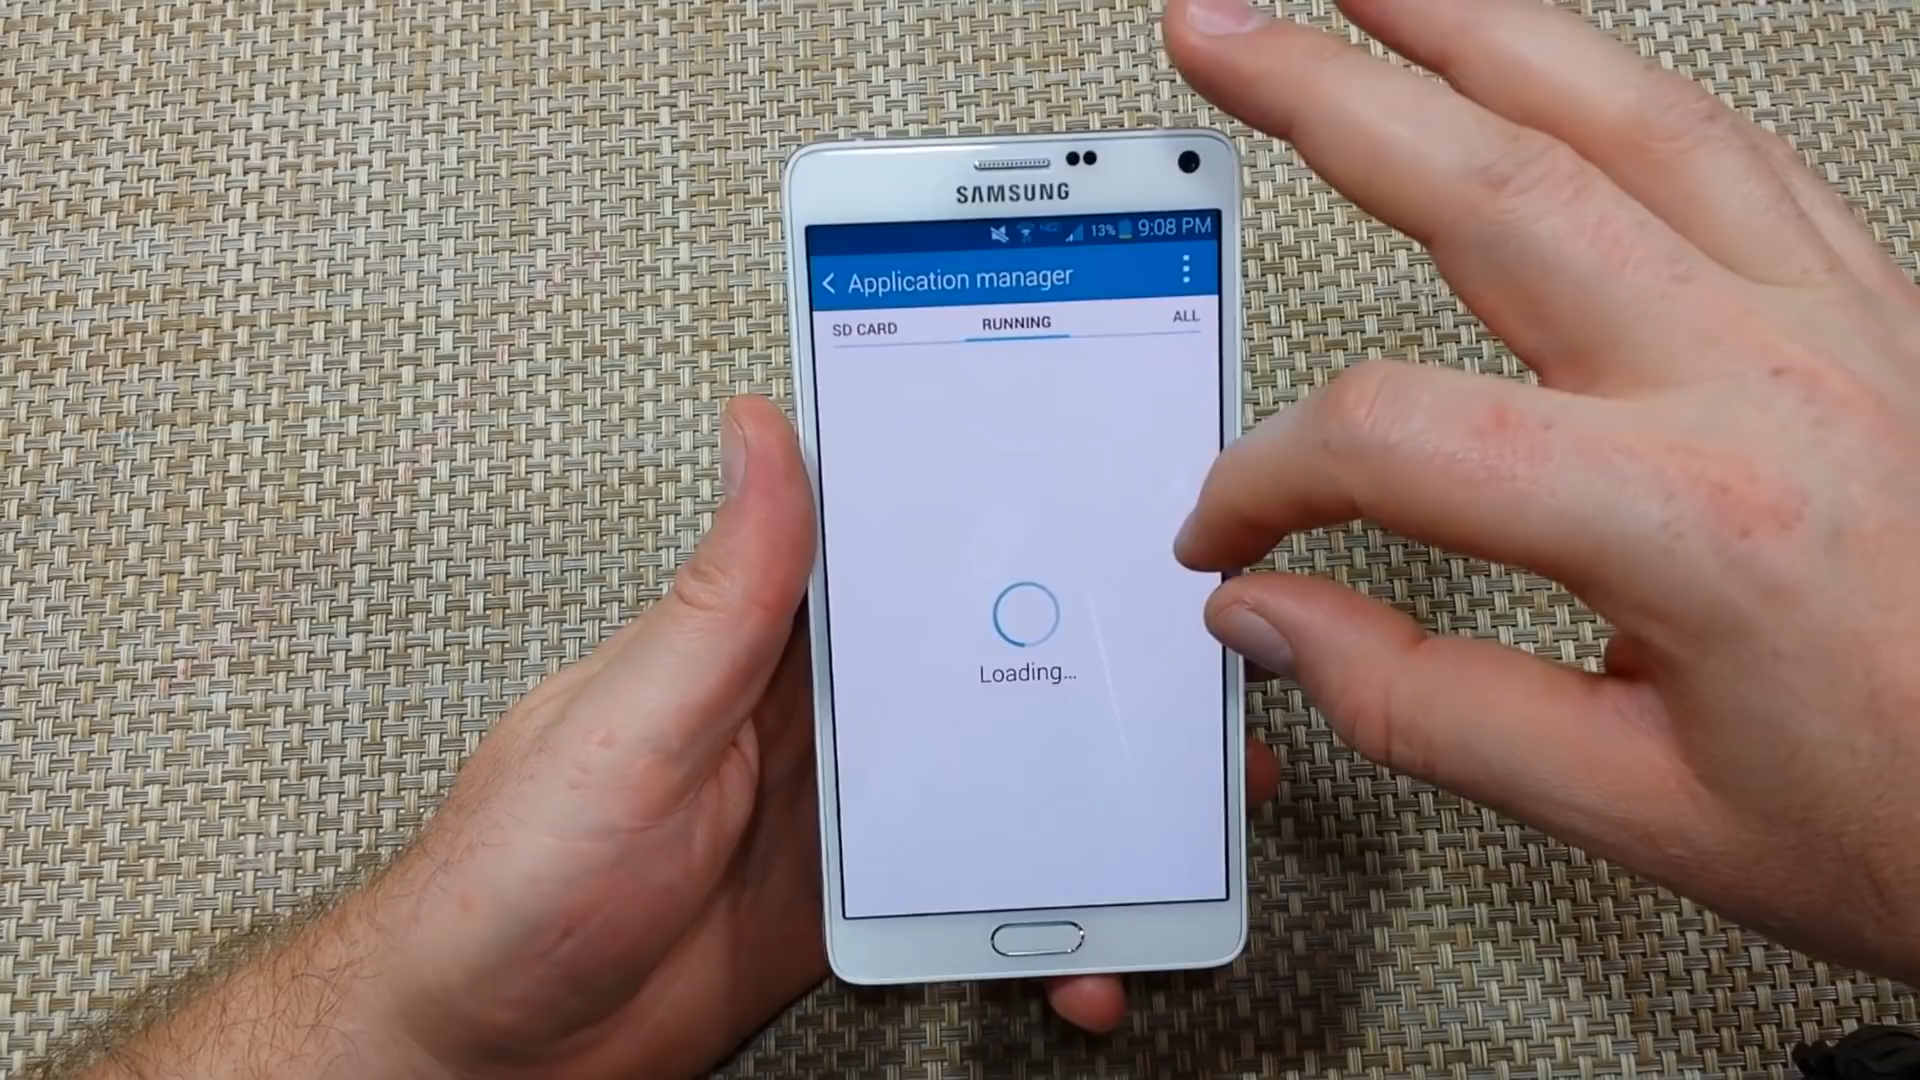 SAMSUNG
13% 9:08 PM
< Application manager
SD CARD RUNNING ALL
Loading...